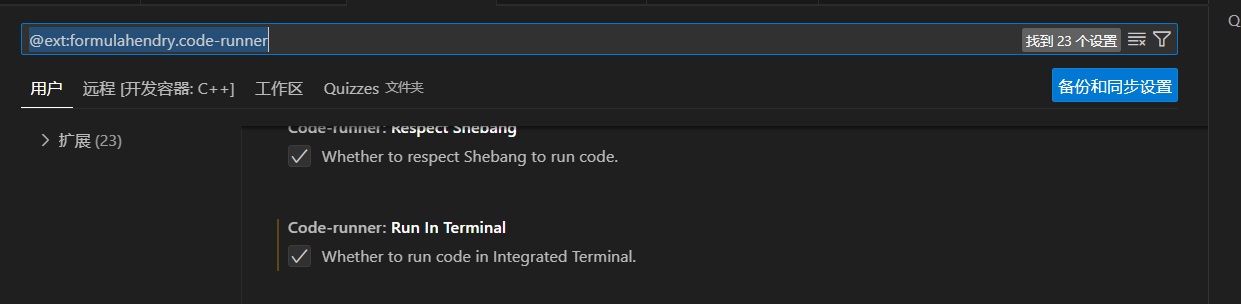 @ext:formulahendry.code-runner
找到 23 个设置
Q
用户
远程 [开发容器: C++]
工作区
Quizzes 文件夹
备份和同步设置
扩展 (23)
Code-runner: Respect Shebang
Whether to respect Shebang to run code.
Code-runner: Run In Terminal
Whether to run code in Integrated Terminal.